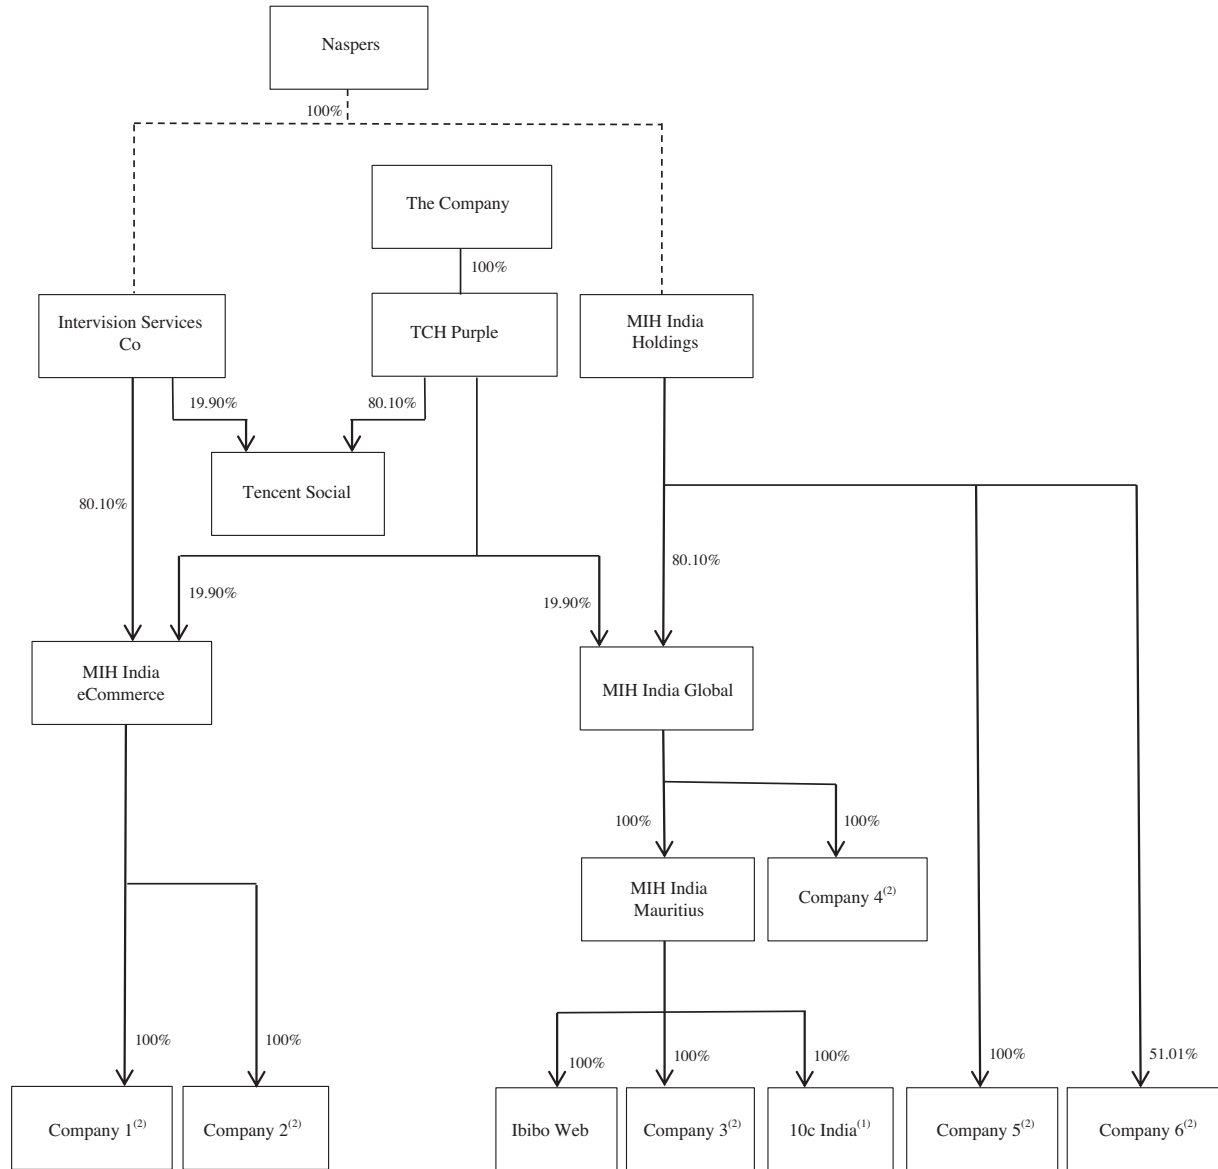 Naspers
100%
The Company
100%
Intervision Services
Co
TCH Purple
MIH India
Holdings
19.90%
80.10%
Tencent Social
80.10%
80.10%
19.90%
19.90%
MIH India
eCommerce
MIH India Global
100%
100%
MIH India
Mauritius
Company 4(2)
100%
100%
100%
100%
100%
100%
51.01%
Company 1(2)
Company 2(2)
Ibibo Web
Company 3(2)
10c India(1)
Company 5(2)
Company 6(2)